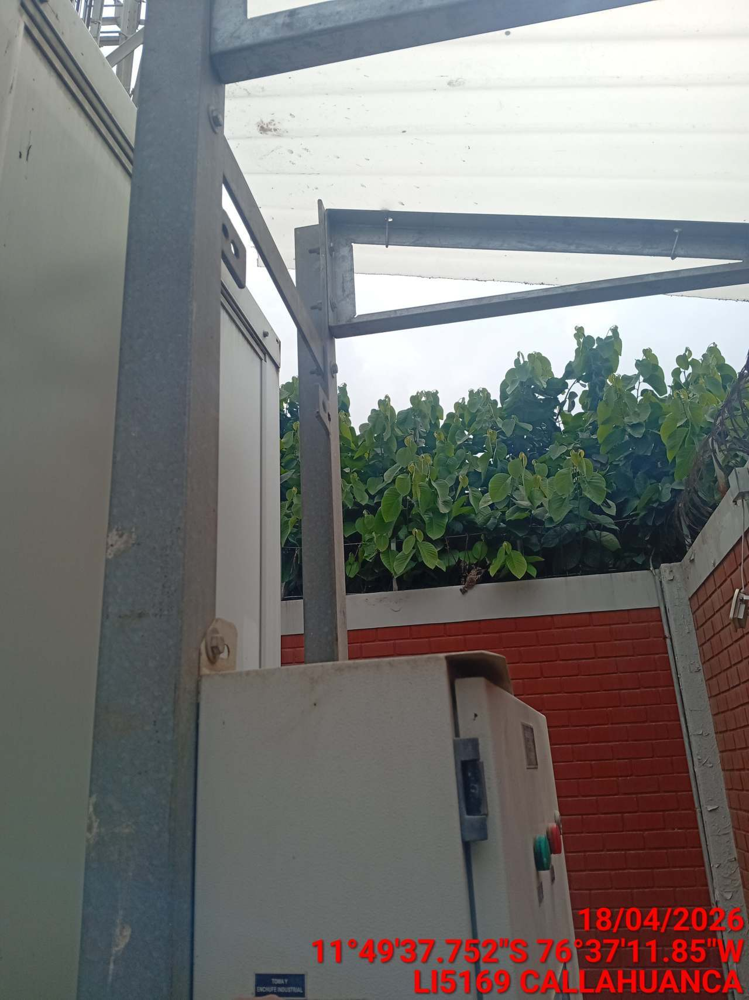 TOMA Y
ENCHUFE INDUSTRIAL
18/04/2026
11°49'37.752"S 76°37'11.85"W
LI5169 CALLAHUANCA